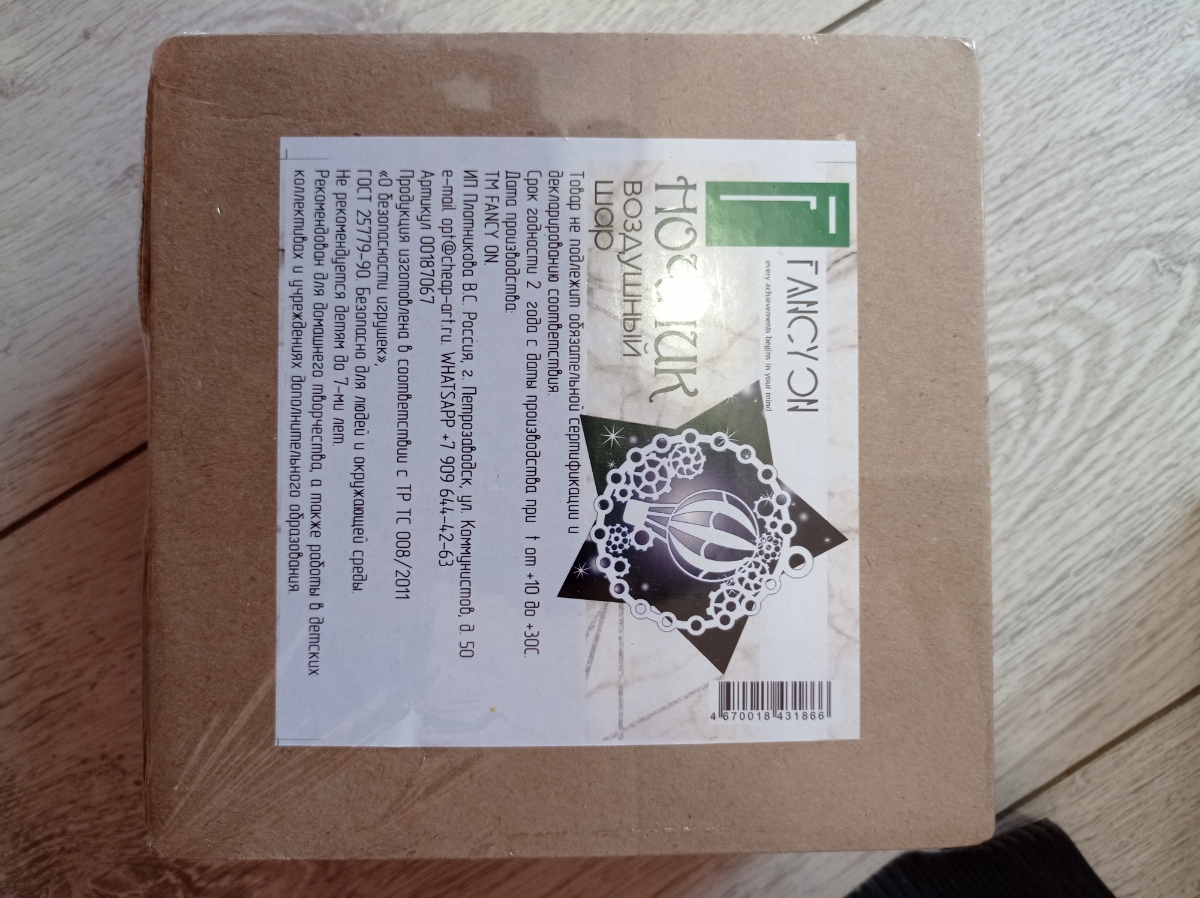 FANCY ON
every achievements begins in your mind
ВОЗДУШНЫЙ
шар
4 670018 431866
Товар не подлежит обязательной сертификации и
декларированию соответствия.
Срок годности 2 года с даты производства при t от +10 до +30С.
Дата производства:
ТМ FANCY ON
ИП Плотникова В.С. Россия, г. Петрозаводск, ул. Коммунистов, д. 50
e-mail opt@cheap-art.ru. WHATSAPP +7 909 644-42-63
Артикул 00187067
Продукция изготовлена в соответствии с ТР ТС 008/2011
«О безопасности игрушек»,
ГОСТ 25779-90. Безопасно для людей и окружающей среды.
Не рекомендуется детям до 7-ми лет.
Рекомендован для домашнего творчества, а также работы в детских
коллективах и учреждениях дополнительного образования.